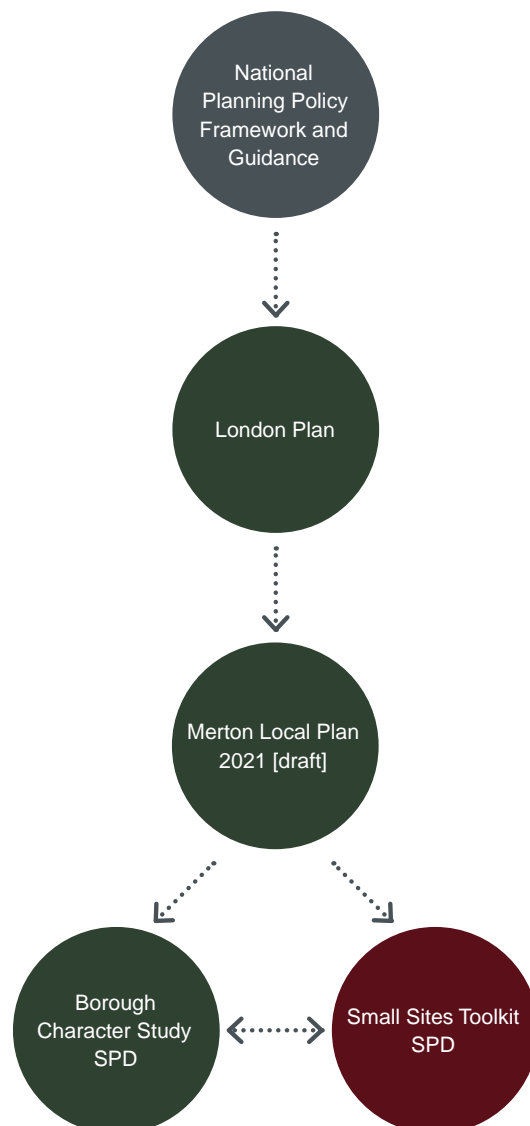 National
Planning Policy
Framework and
Guidance
London Plan
Merton Local Plan
2021 [draft]
Borough
Character Study
SPD
Small Sites Toolkit
SPD